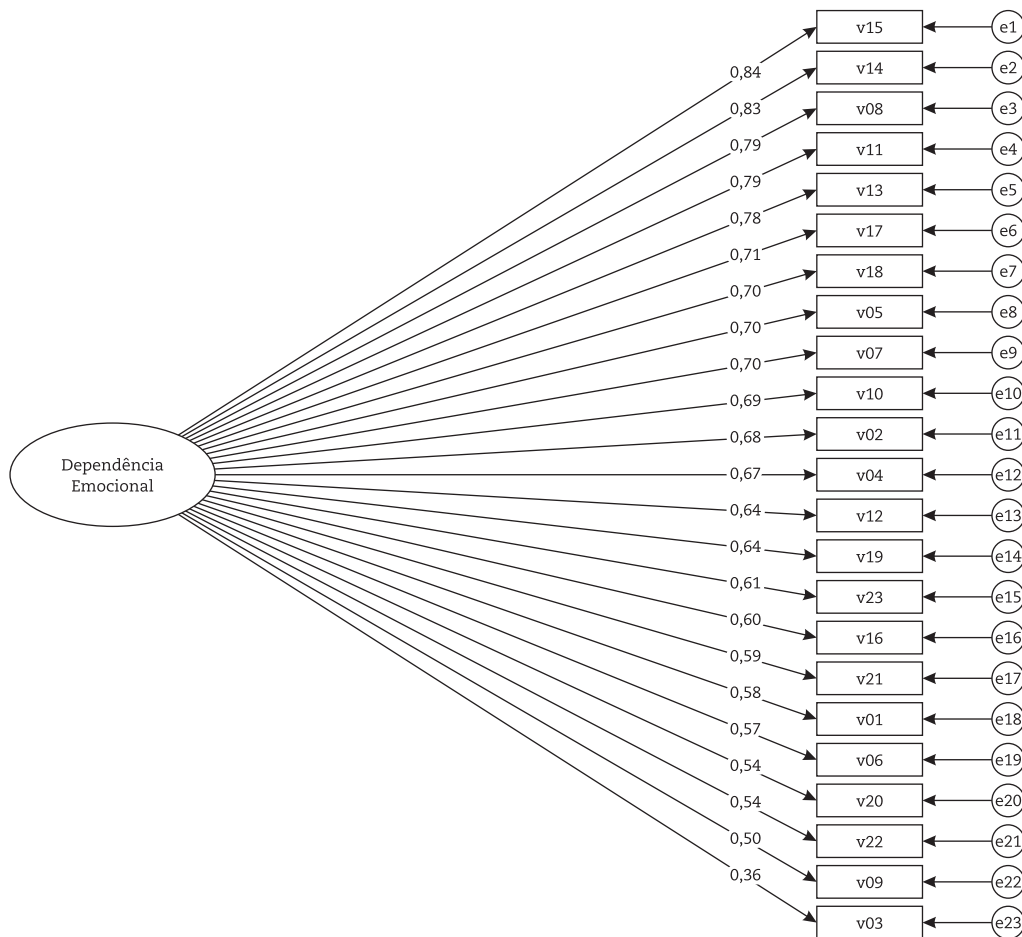 v15
e1
0,84
v14
e2
0,83
v08
e3
0,79
v11
e4
0,79
v13
e5
0,78
v17
e6
0,71
v18
e7
0,70
v05
e8
0,70
v07
e9
0,70
v10
e10
0,69
v02
e11
0,68
Dependência
Emocional
v04
e12
0,67
v12
e13
0,64
v19
e14
0,64
v23
e15
0,61
v16
e16
0,60
v21
e17
0,59
v01
e18
0,58
v06
e19
0,57
v20
e20
0,54
v22
e21
0,54
v09
e22
0,50
v03
e23
0,36